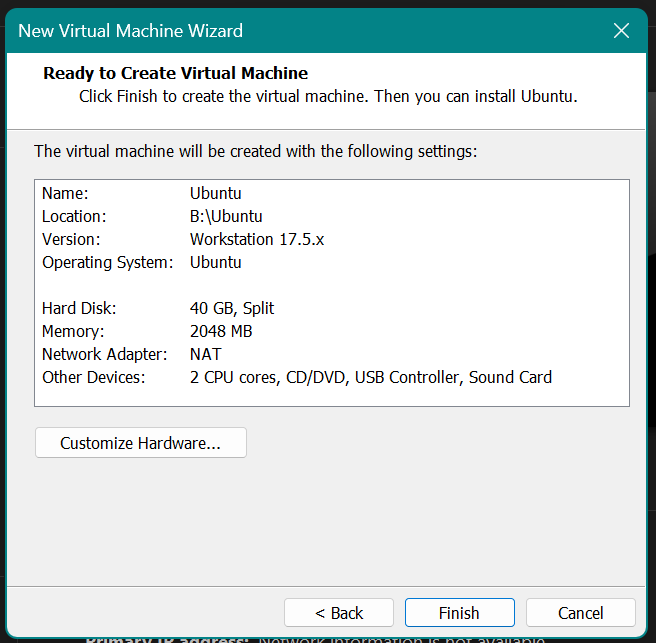 New Virtual Machine Wizard
Ready to Create Virtual Machine
Click Finish to create the virtual machine. Then you can install Ubuntu.
The virtual machine will be created with the following settings:
Name: Ubuntu
Location: B:\Ubuntu
Version: Workstation 17.5.x
Operating System: Ubuntu
Hard Disk: 40 GB, Split
Memory: 2048 MB
Network Adapter: NAT
Other Devices: 2 CPU cores, CD/DVD, USB Controller, Sound Card
Customize Hardware...
< Back Finish Cancel
Primary IP address: Network information is not available